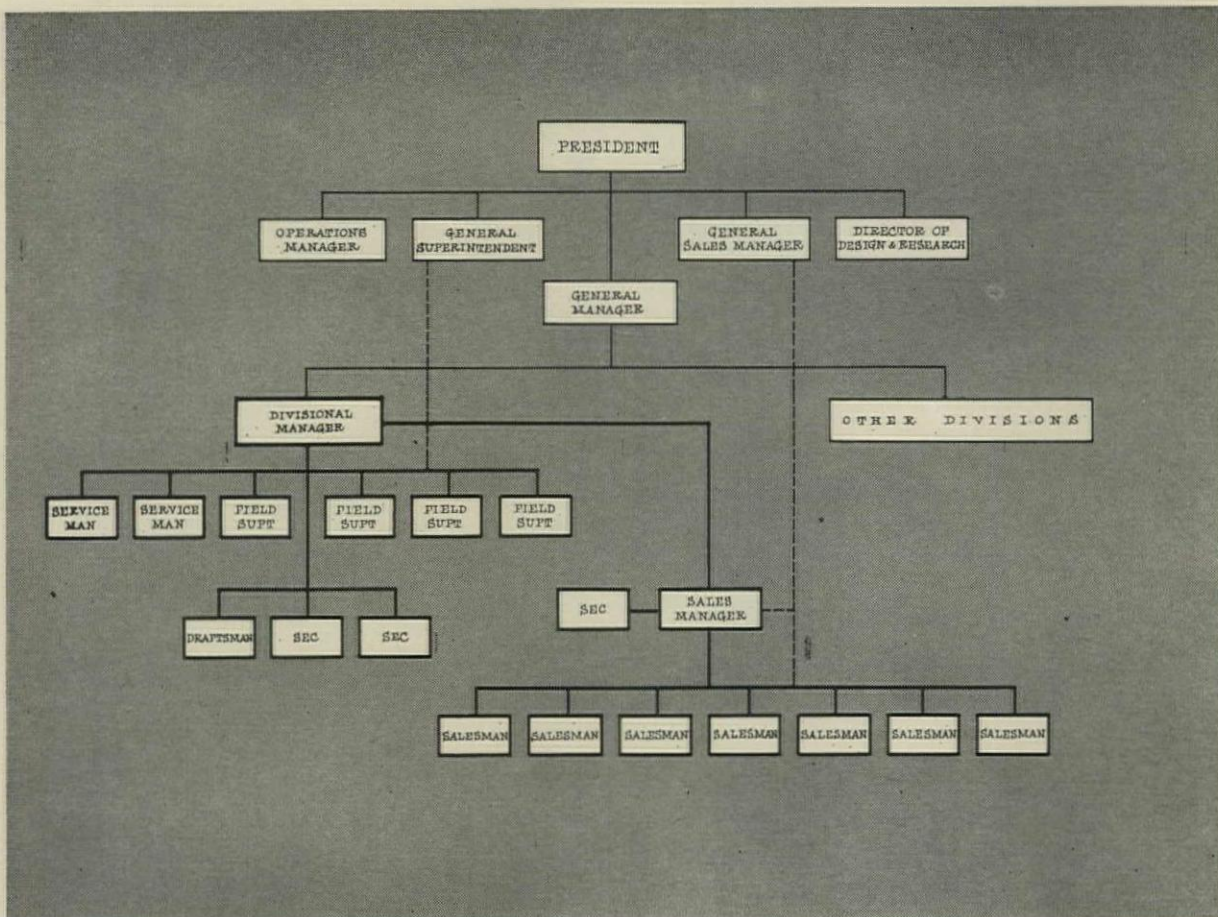 PRESIDENT
OPERATIONS
MANAGER
GENERAL
SUPERINTENDENT
GENERAL
SALES MANAGER
DIRECTOR OF
DESIGN & RESEARCH
GENERAL
MANAGER
DIVISIONAL
MANAGER
OTHER DIVISIONS
SERVICE
MAN
SERVICE
MAN
FIELD
SUPT
FIELD
SUPT
FIELD
SUPT
FIELD
SUPT
SEC
SALES
MANAGER
DRAFTSMAN
SEC
SEC
SALESMAN
SALESMAN
SALESMAN
SALESMAN
SALESMAN
SALESMAN
SALESMAN